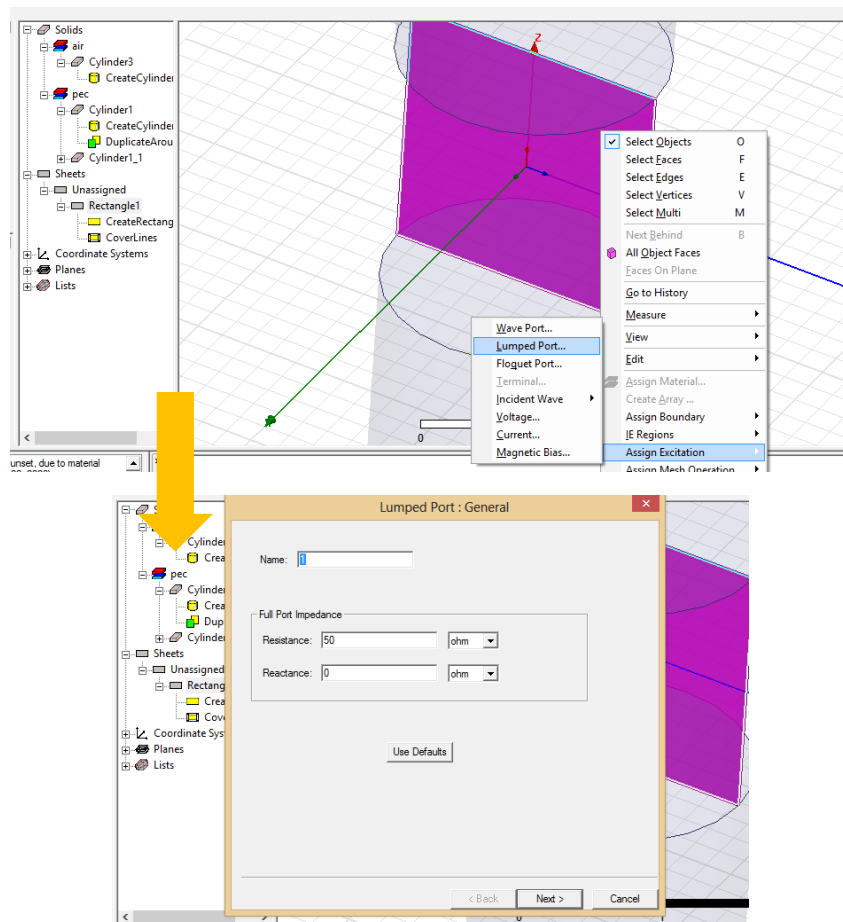 Solids
air
Cylinder3
CreateCylinder
pec
Cylinder1
CreateCylinder
DuplicateArou
Cylinder1_1
Sheets
Unassigned
Rectangle1
CreateRectang
CoverLines
Coordinate Systems
Planes
Lists
Z
0
Select Objects O
Select Faces F
Select Edges E
Select Vertices V
Select Multi M
Next Behind B
All Object Faces
Faces On Plane
Go to History
Measure
View
Edit
Assign Material...
Create Array ...
Assign Boundary
IE Regions
Assign Excitation
Assign Mesh Operation
Wave Port...
Lumped Port...
Floquet Port...
Terminal...
Incident Wave
Voltage...
Current...
Magnetic Bias...
unset, due to material
S
Cylinder
Crea
pec
Cylinder
Crea
Dup
Cylinder
Sheets
Unassigned
Rectang
Crea
Cov
Coordinate Sys
Planes
Lists
Lumped Port : General
Name: 1
Full Port Impedance
Resistance: 50 ohm
Reactance: 0 ohm
Use Defaults
< Back Next > Cancel
0